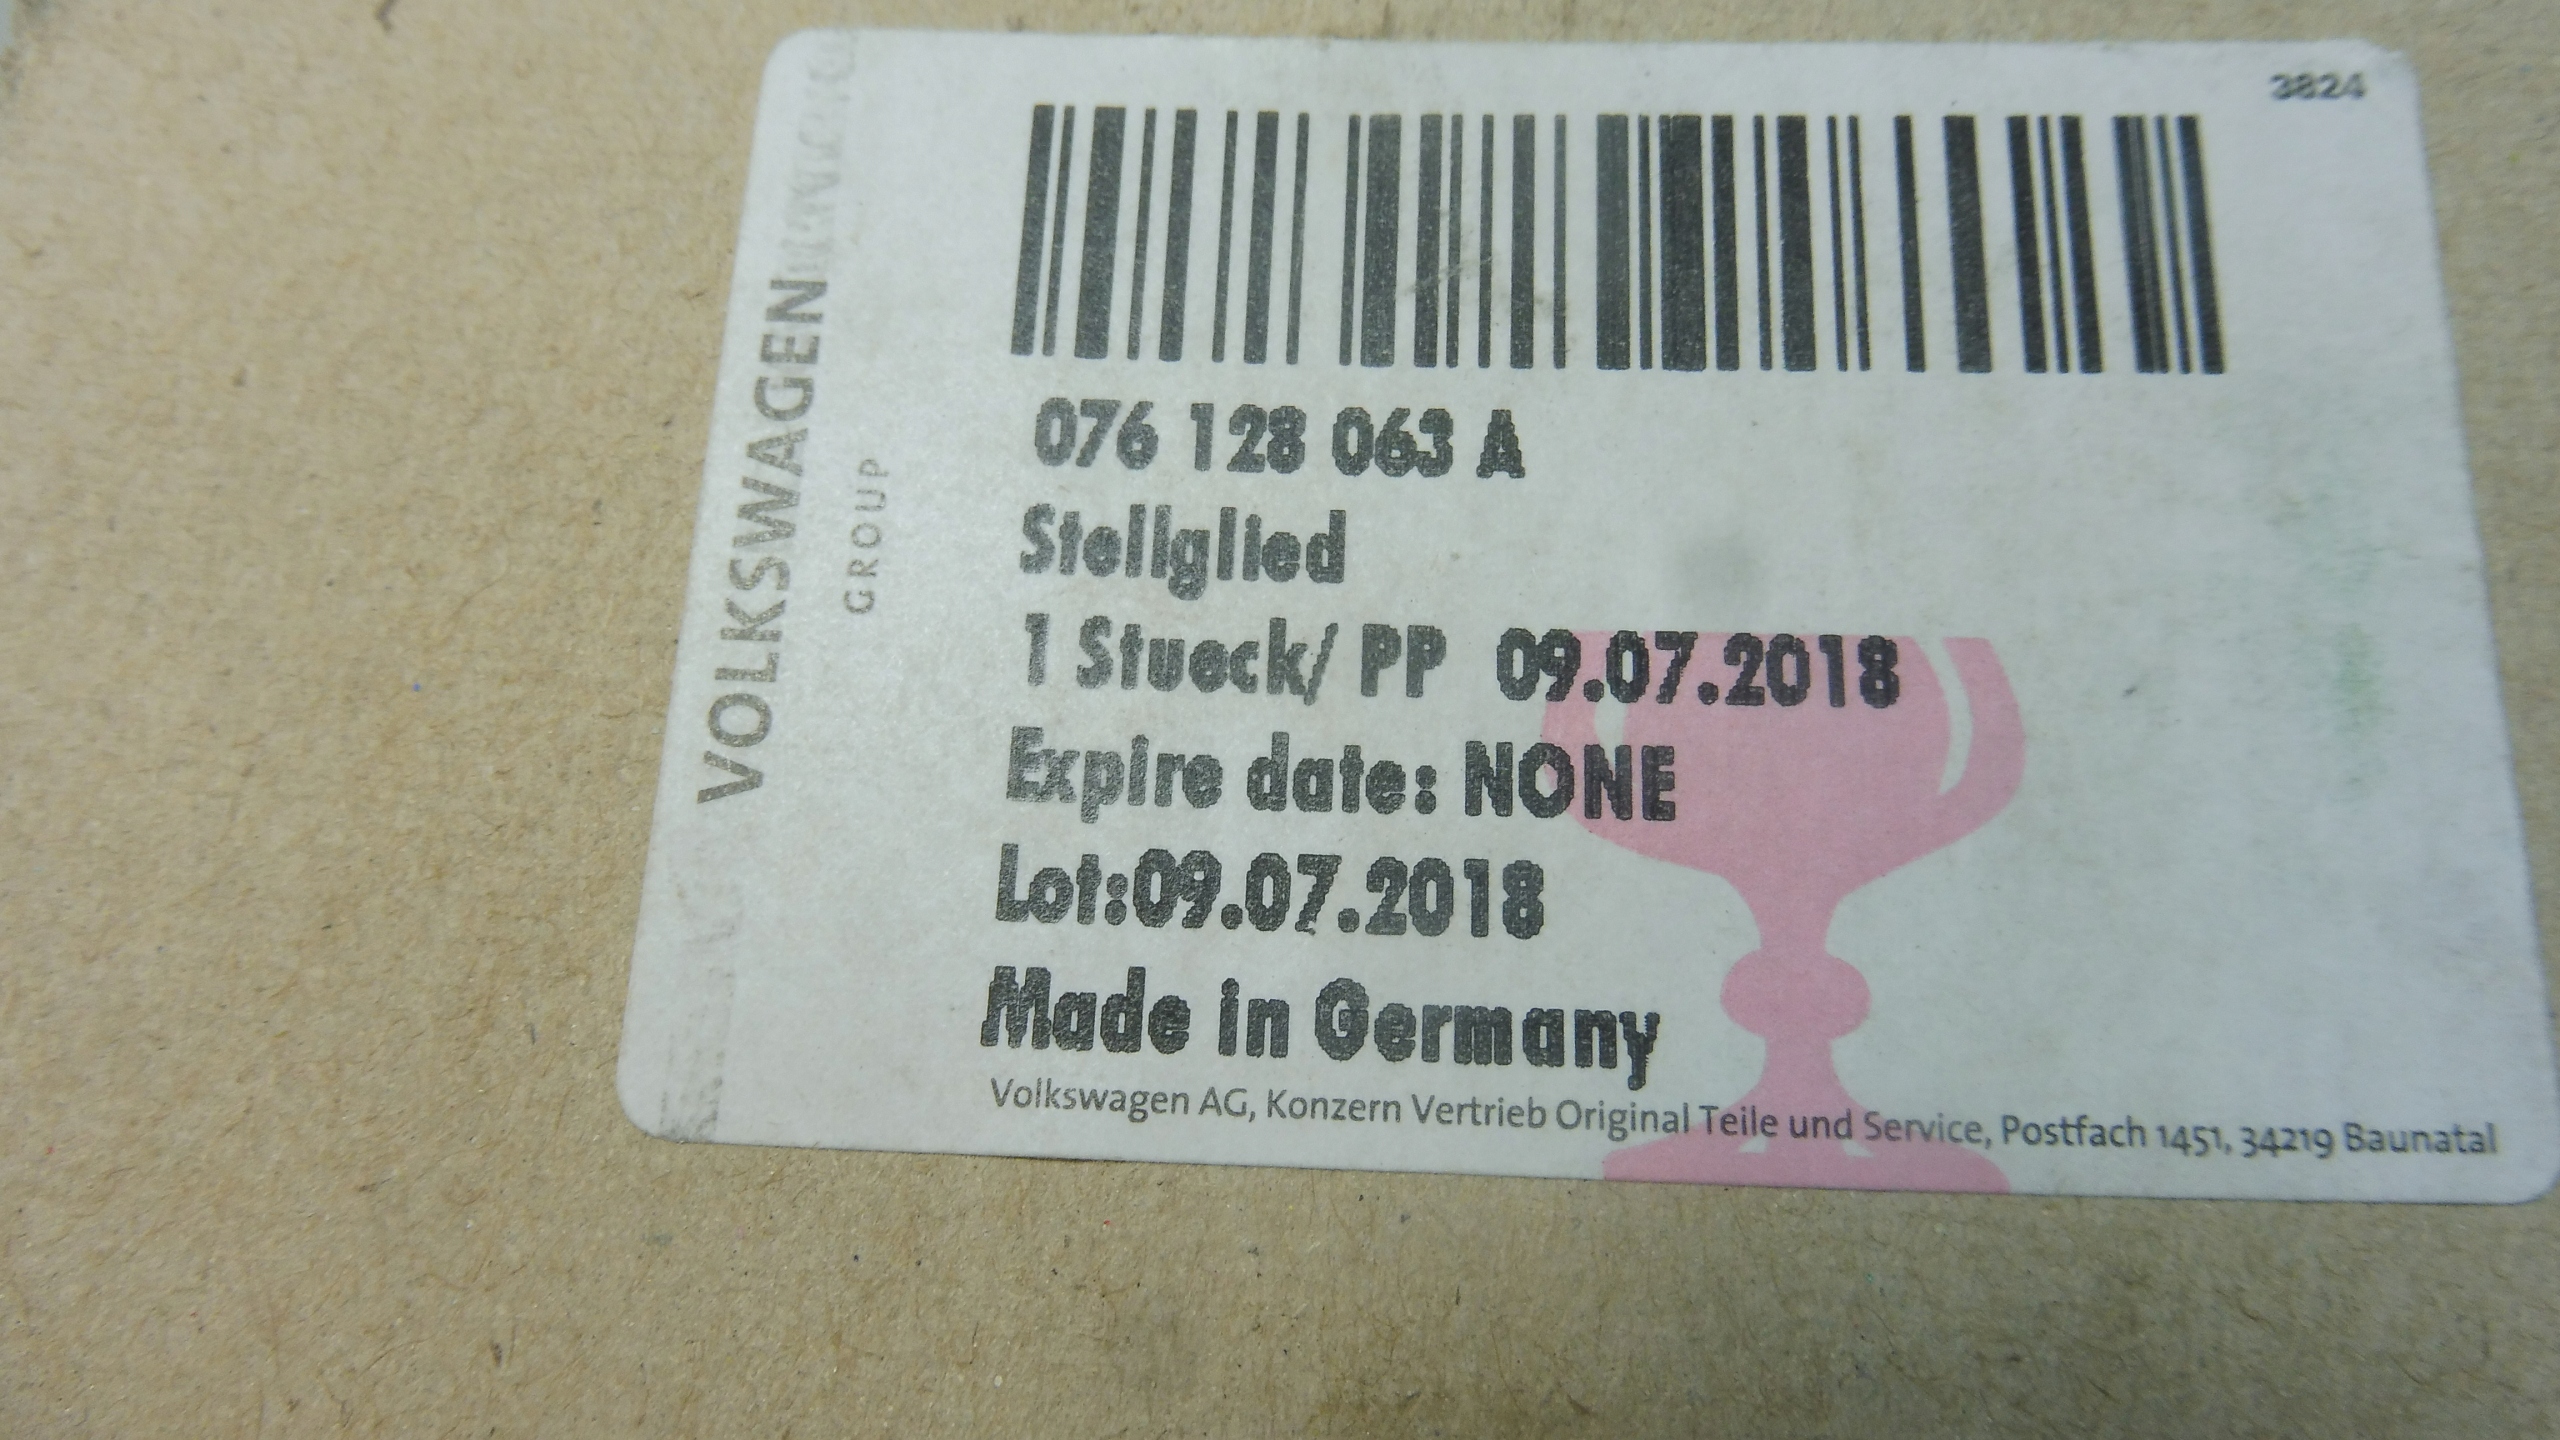 3824
VOLKSWAGEN
GROUP
076 128 063 A
Stellglied
1 Stueck/ PP 09.07.2018
Expire date: NONE
Lot:09.07.2018
Made in Germany
Volkswagen AG, Konzern Vertrieb Original Teile und Service, Postfach 1451, 34219 Baunatal